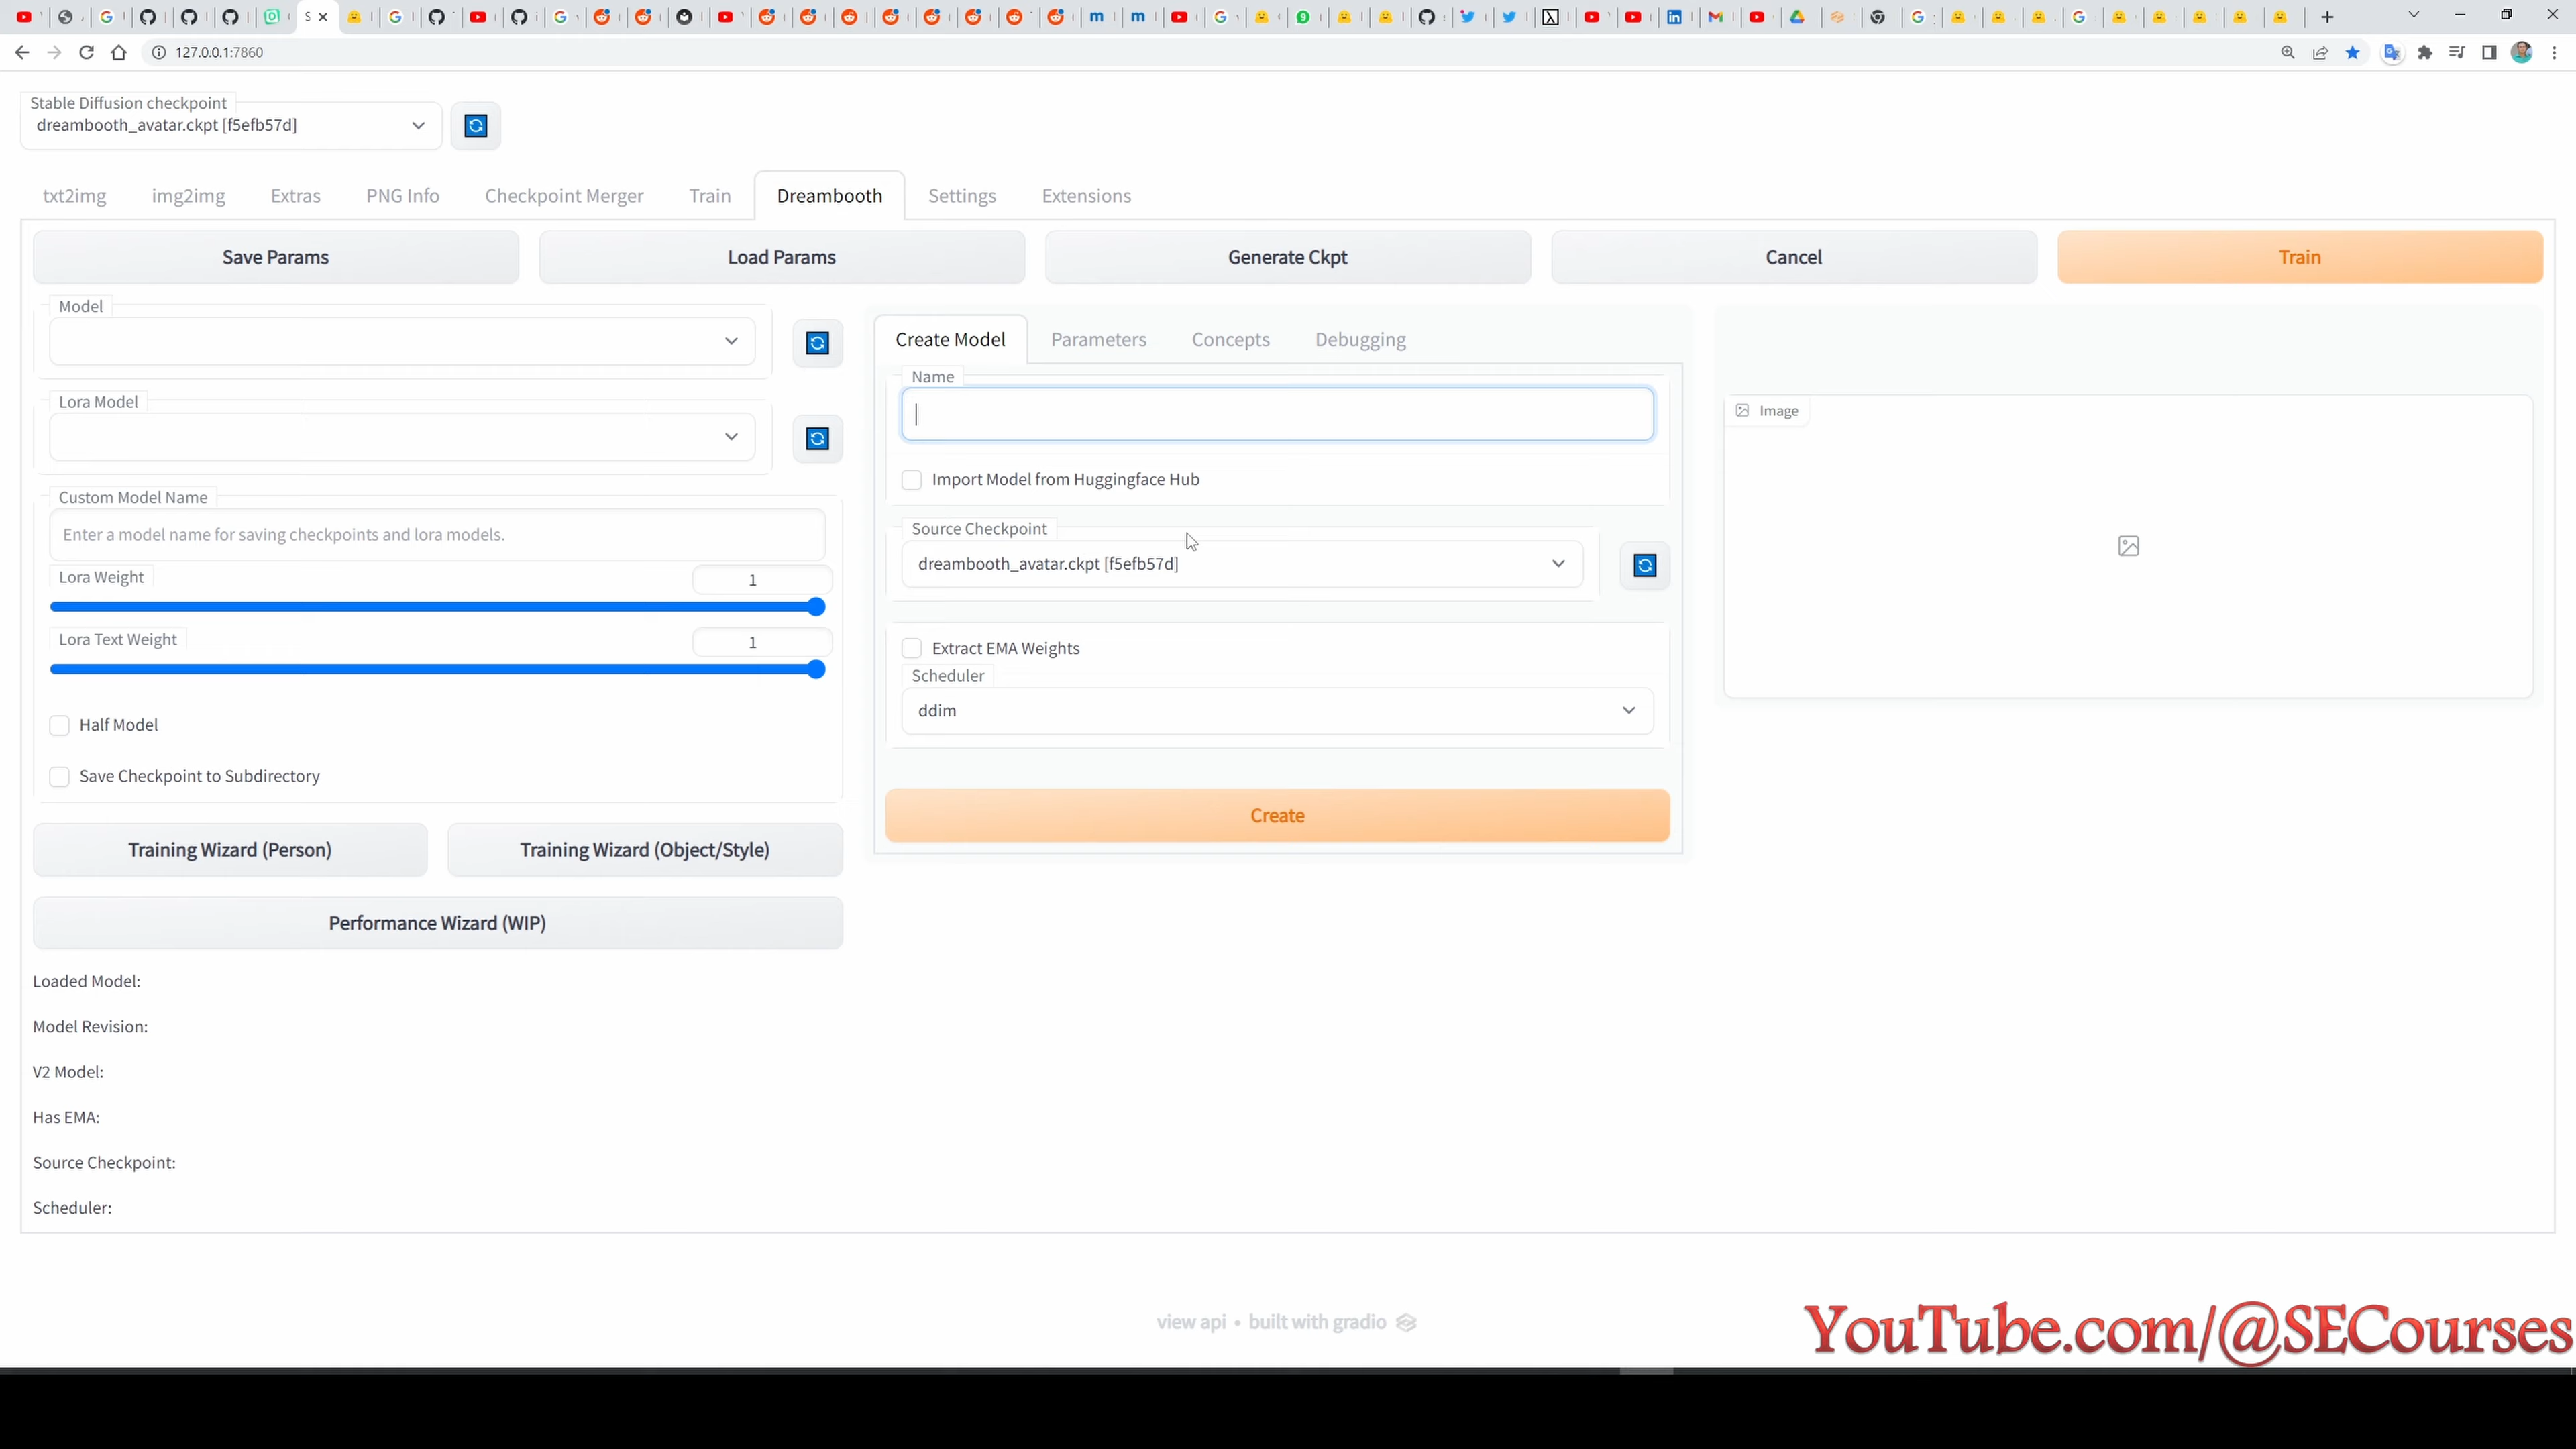 127.0.0.1:7860
Stable Diffusion checkpoint
dreambooth_avatar.ckpt [f5efb57d]
txt2img img2img Extras PNG Info Checkpoint Merger Train Dreambooth Settings Extensions
Save Params Load Params Generate Ckpt Cancel Train
Model
Lora Model
Custom Model Name
Enter a model name for saving checkpoints and lora models.
Lora Weight 1
Lora Text Weight 1
Half Model
Save Checkpoint to Subdirectory
Training Wizard (Person) Training Wizard (Object/Style)
Performance Wizard (WIP)
Loaded Model:
Model Revision:
V2 Model:
Has EMA:
Source Checkpoint:
Scheduler:
Create Model Parameters Concepts Debugging
Name
Import Model from Huggingface Hub
Source Checkpoint
dreambooth_avatar.ckpt [f5efb57d]
Extract EMA Weights
Scheduler
ddim
Create
Image
view api • built with gradio
YouTube.com/@SECourses